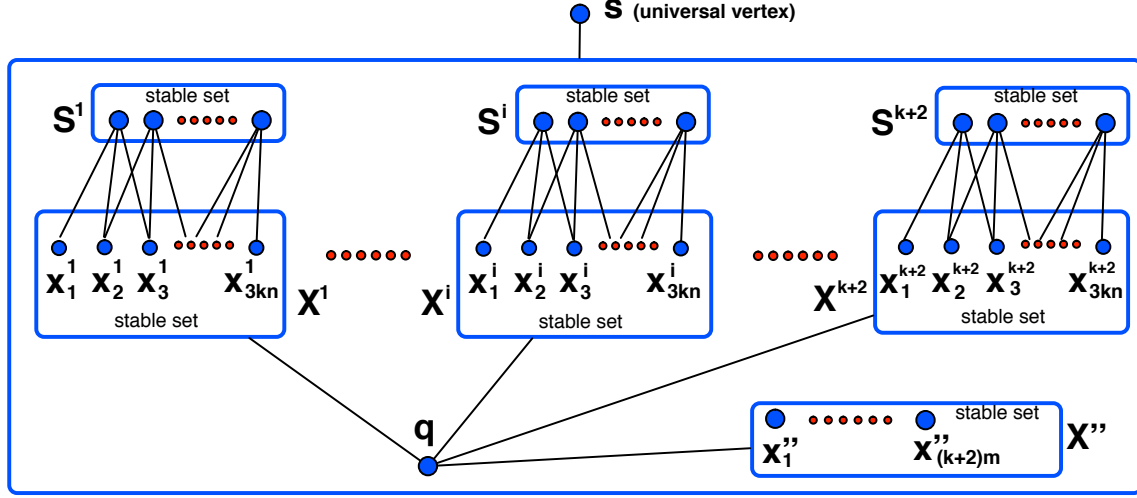 s (universal vertex)
stable set stable set stable set
S¹ Sⁱ Sᵏ⁺²
x₁¹ x₂¹ x₃¹ x₃ₖₙ¹ X¹ Xⁱ x₁ⁱ x₂ⁱ x₃ⁱ x₃ₖₙⁱ Xᵏ⁺² x₁ᵏ⁺² x₂ᵏ⁺² x₃ᵏ⁺² x₃ₖₙᵏ⁺²
stable set stable set stable set
q
stable set
x₁'' x''₍ₖ₊₂₎ₘ X''